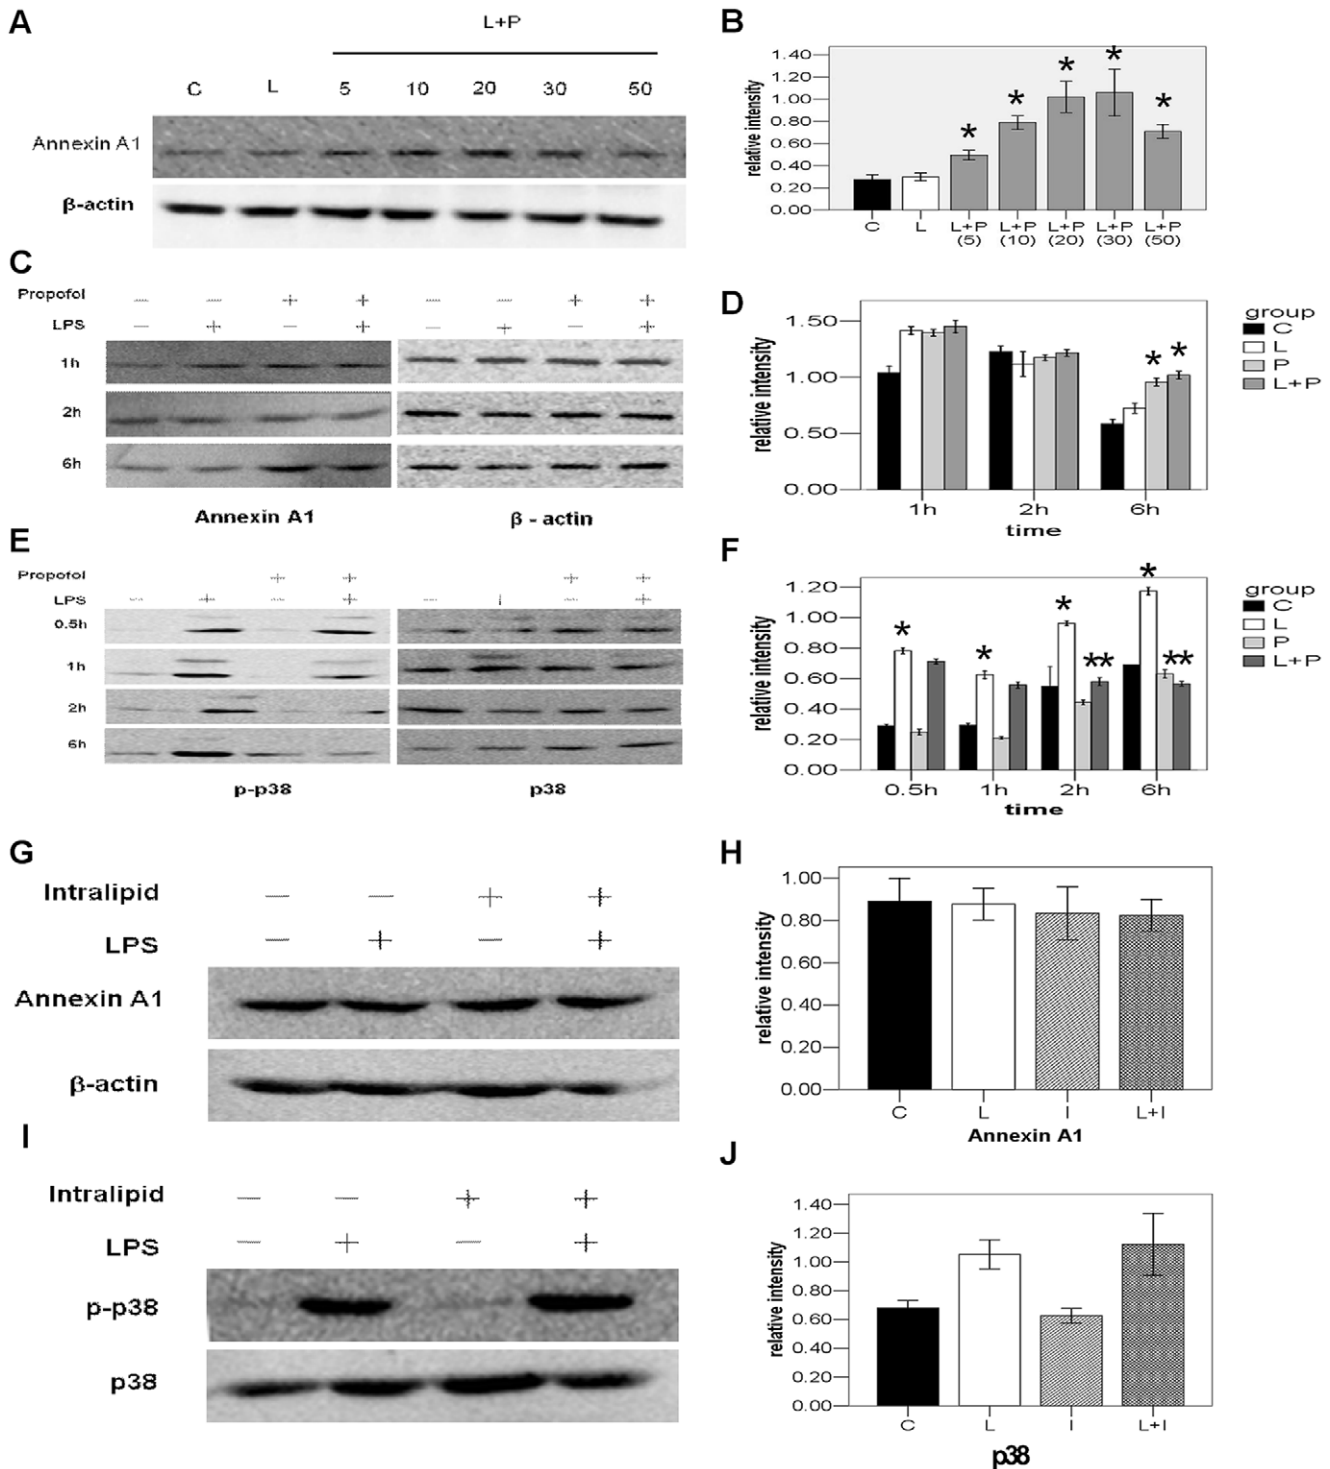 A
L+P
C L 5 10 20 30 50
Annexin A1
β-actin
B
relative intensity
1.40
1.20
1.00
0.80
0.60
0.40
0.20
0.00
* * * * *
C L L+P L+P L+P L+P L+P
(5) (10) (20) (30) (50)
C
Propofol — — + + — — + +
LPS — + — + — + — +
1h
2h
6h
Annexin A1
β - actin
D
relative intensity
1.50
1.00
0.50
0.00
* *
1h 2h 6h
time
group
C
L
P
L+P
E
Propofol + + + +
LPS — + — + — I — +
0.5h
1h
2h
6h
p-p38
p38
F
relative intensity
1.20
1.00
0.80
0.60
0.40
0.20
0.00
* * * ** * **
0.5h 1h 2h 6h
time
group
C
L
P
L+P
G
Intralipid — — + +
LPS — + — +
Annexin A1
β-actin
H
relative intensity
1.00
0.80
0.60
0.40
0.20
0.00
C L I L+I
Annexin A1
I
Intralipid — — + +
LPS — + — +
p-p38
p38
J
relative intensity
1.40
1.20
1.00
0.80
0.60
0.40
0.20
0.00
C L I L+I
p38